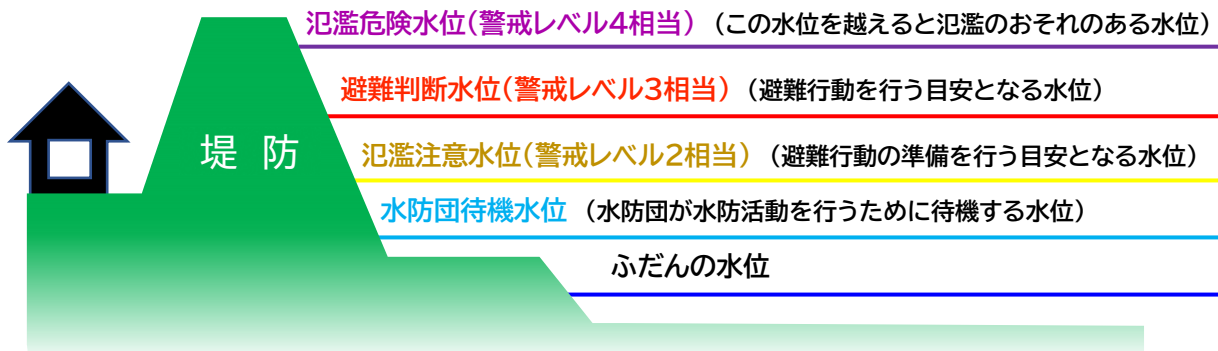 氾濫危険水位(警戒レベル4相当) (この水位を越えると氾濫のおそれのある水位)
避難判断水位(警戒レベル3相当) (避難行動を行う目安となる水位)
堤 防
氾濫注意水位(警戒レベル2相当) (避難行動の準備を行う目安となる水位)
水防団待機水位 (水防団が水防活動を行うために待機する水位)
ふだんの水位